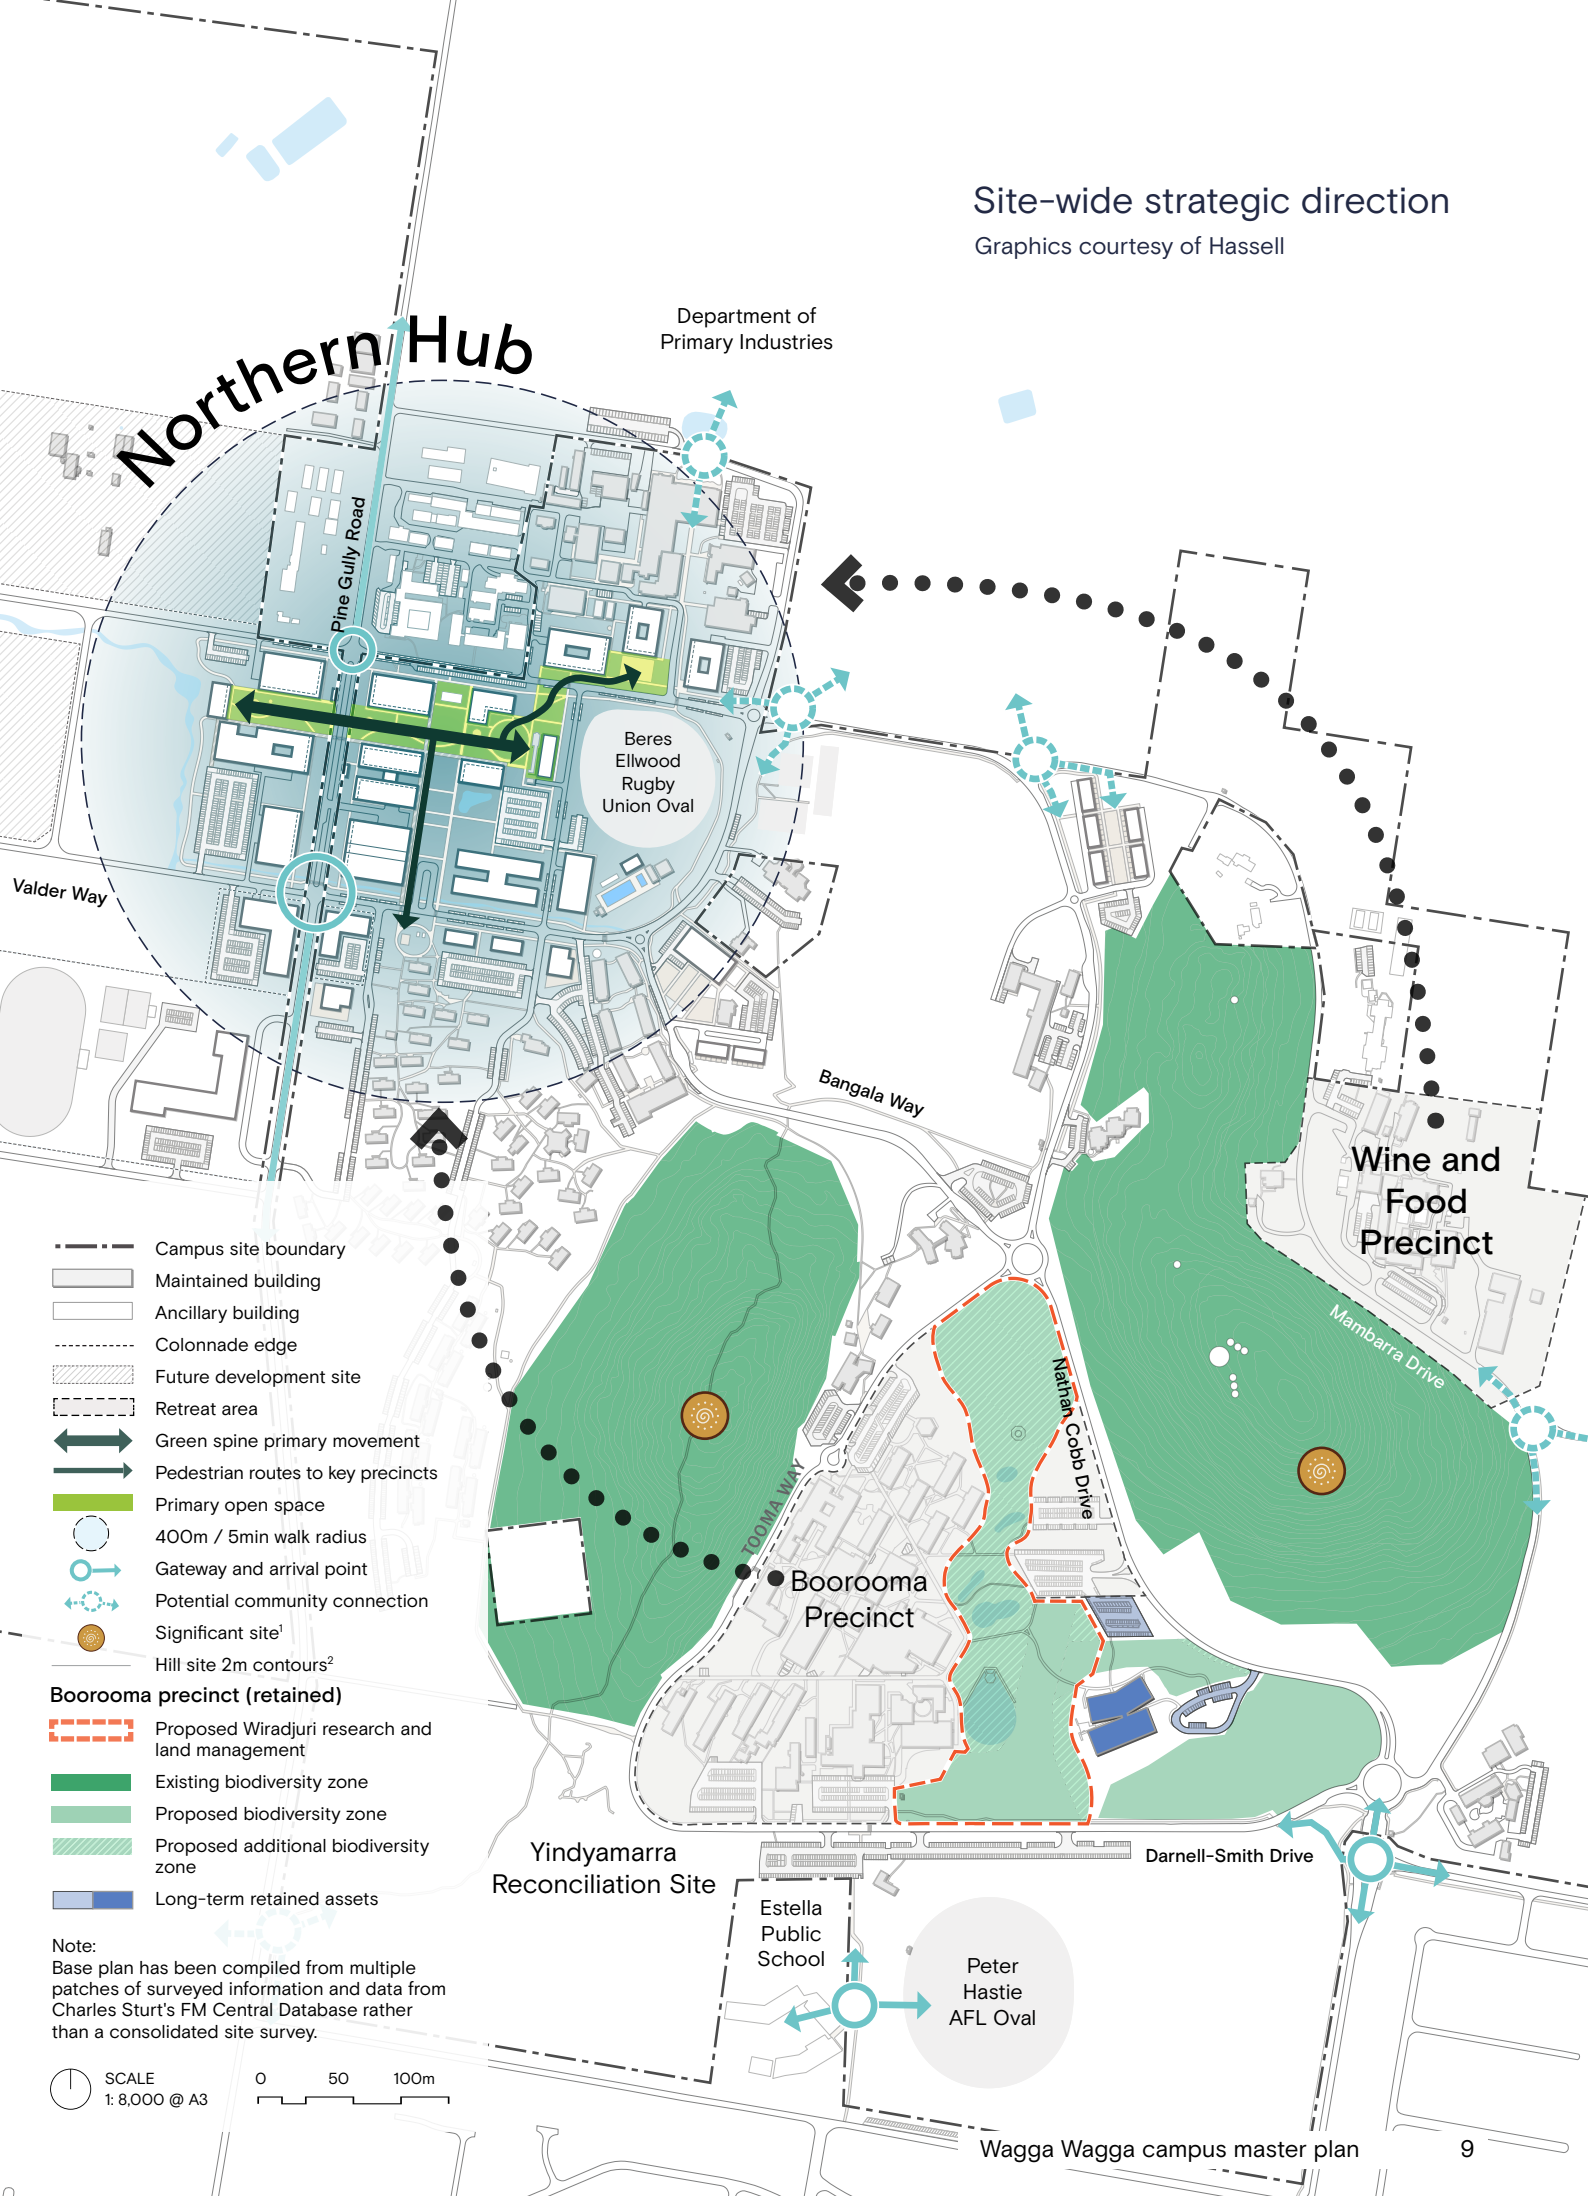 Site-wide strategic direction
Graphics courtesy of Hassell
Northern Hub
Department of
Primary Industries
Pine Gully Road
Beres
Ellwood
Rugby
Union Oval
Valder Way
Bangala Way
Wine and
Food
Precinct
Mambarra Drive
Nathan Cobb Drive
TOOMA WAY
Boorooma
Precinct
Campus site boundary
Maintained building
Ancillary building
Colonnade edge
Future development site
Retreat area
Green spine primary movement
Pedestrian routes to key precincts
Primary open space
400m / 5min walk radius
Gateway and arrival point
Potential community connection
Significant site¹
Hill site 2m contours²
Boorooma precinct (retained)
Proposed Wiradjuri research and
land management
Existing biodiversity zone
Proposed biodiversity zone
Proposed additional biodiversity
zone
Long-term retained assets
Yindyamarra
Reconciliation Site
Darnell-Smith Drive
Estella
Public
School
Peter
Hastie
AFL Oval
Note:
Base plan has been compiled from multiple
patches of surveyed information and data from
Charles Sturt's FM Central Database rather
than a consolidated site survey.
SCALE
1: 8,000 @ A3
0 50 100m
Wagga Wagga campus master plan 9